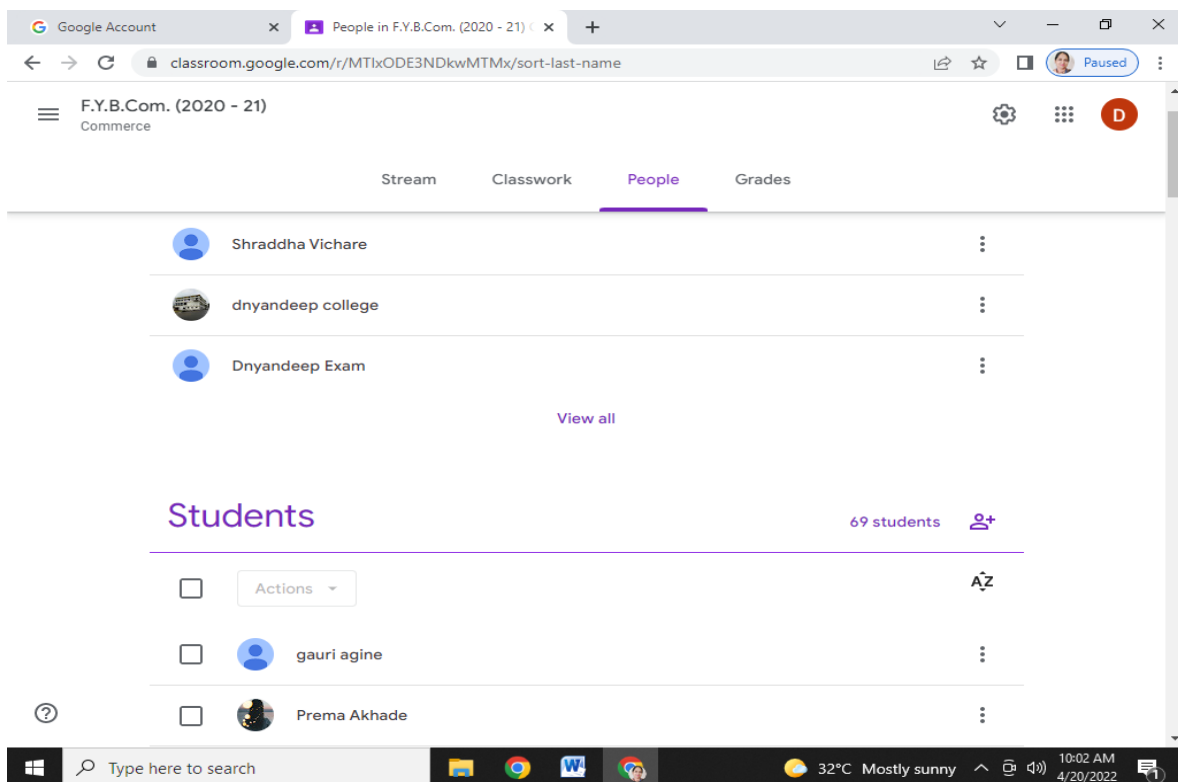 Google Account
People in F.Y.B.Com. (2020 - 21)
classroom.google.com/r/MTIxODE3NDkwMTMx/sort-last-name
Paused
F.Y.B.Com. (2020 - 21)
Commerce
D
Stream Classwork People Grades
Shraddha Vichare
dnyandeep college
Dnyandeep Exam
View all
Students
69 students
Actions
AZ
gauri agine
Prema Akhade
Type here to search
32°C Mostly sunny
10:02 AM
4/20/2022